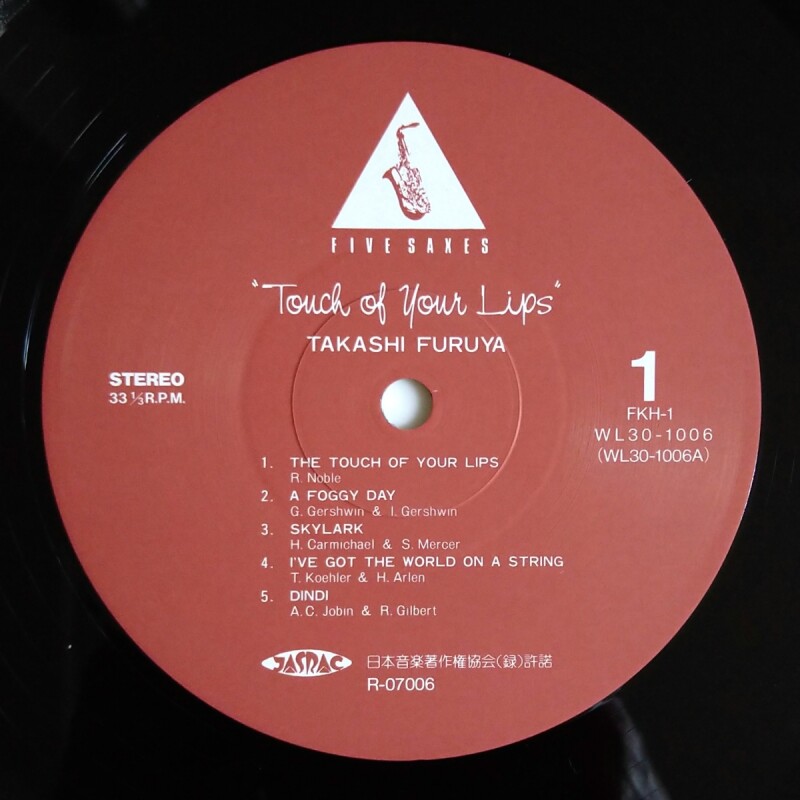 FIVE SAXES
"Touch of Your Lips"
TAKASHI FURUYA
STEREO
33 1/3 R.P.M.
1
FKH-1
WL30-1006
(WL30-1006A)
1. THE TOUCH OF YOUR LIPS
R. Noble
2. A FOGGY DAY
G. Gershwin & I. Gershwin
3. SKYLARK
H. Carmichael & S. Mercer
4. I'VE GOT THE WORLD ON A STRING
T. Koehler & H. Arlen
5. DINDI
A.C. Jobin & R. Gilbert
JASRAC 日本音楽著作権協会(録)許諾
R-07006